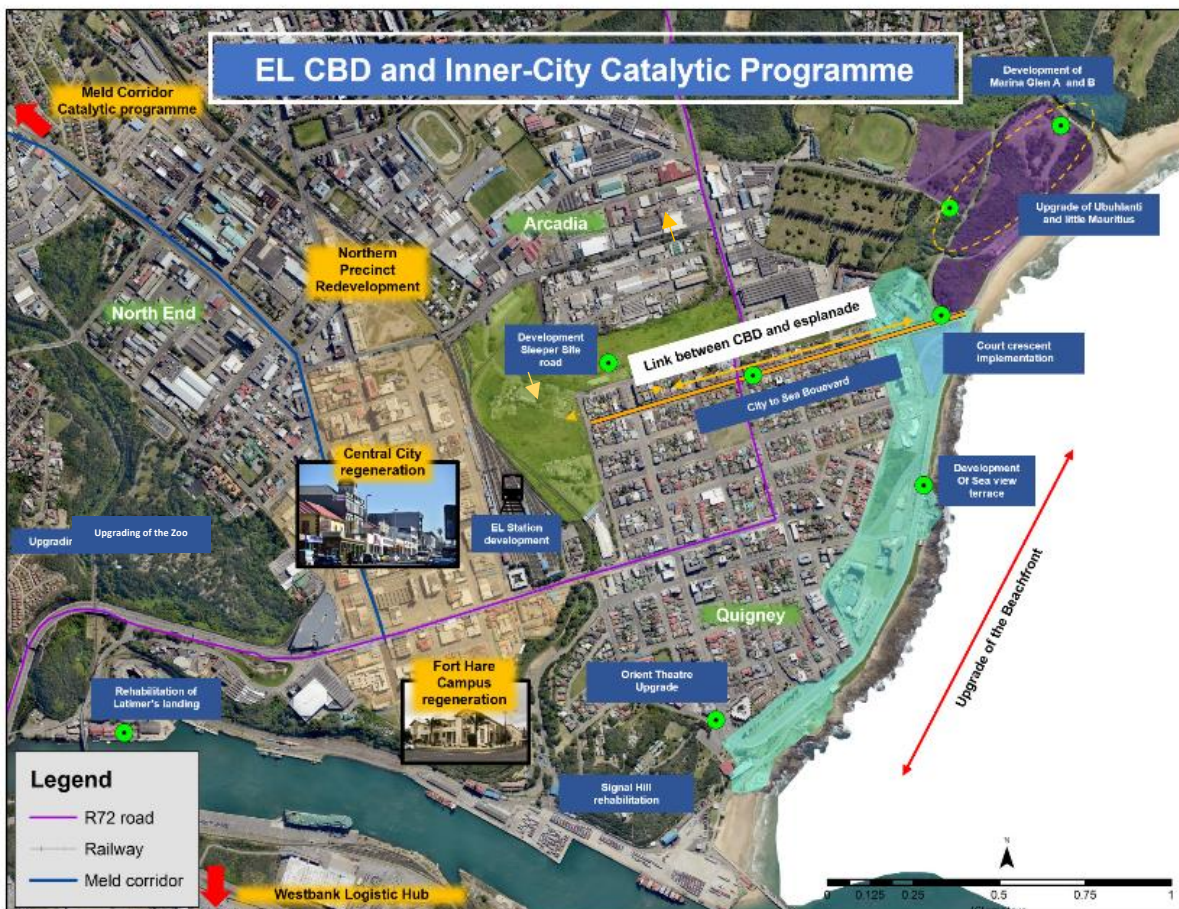 EL CBD and Inner-City Catalytic Programme
Meld Corridor
Catalytic programme
Development of
Marina Glen A and B
Arcadia
Upgrade of Ubuhlanti
and little Mauritius
Northern
Precinct
Redevelopment
North End
Link between CBD and esplanade
Development
Sleeper Site
road
Court crescent
implementation
City to Sea Bouevard
Central City
regeneration
Development
Of Sea view
terrace
Upgrading of the Zoo
EL Station
development
Quigney
Upgrade of the Beachfront
Fort Hare
Campus
regeneration
Orient Theatre
Upgrade
Rehabilitation of
Latimer's landing
Signal Hill
rehabilitation
Legend
R72 road
Railway
Meld corridor
Westbank Logistic Hub
N
0 0.125 0.25 0.5 0.75 1